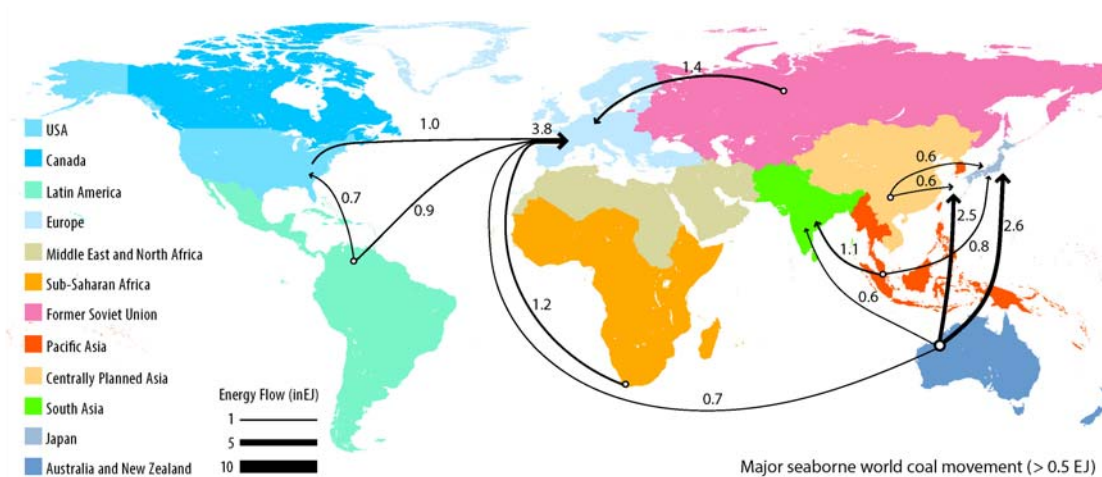 1.4
1.0
3.8
0.7
0.9
0.6
0.6
2.5
2.6
1.1
0.8
0.6
1.2
0.7
USA
Canada
Latin America
Europe
Middle East and North Africa
Sub-Saharan Africa
Former Soviet Union
Pacific Asia
Centrally Planned Asia
South Asia
Japan
Australia and New Zealand
Energy Flow (inEJ)
1
5
10
Major seaborne world coal movement (> 0.5 EJ)